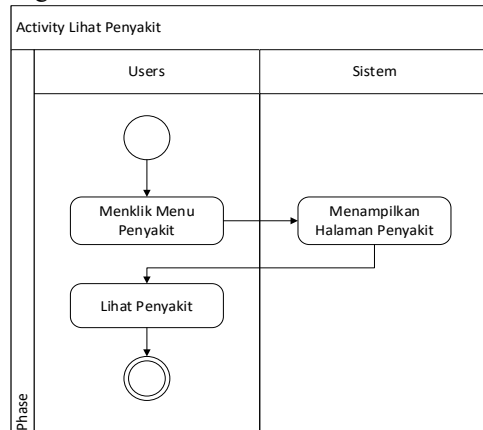 Activity Lihat Penyakit
Users
Sistem
Menklik Menu
Penyakit
Menampilkan
Halaman Penyakit
Lihat Penyakit
Phase